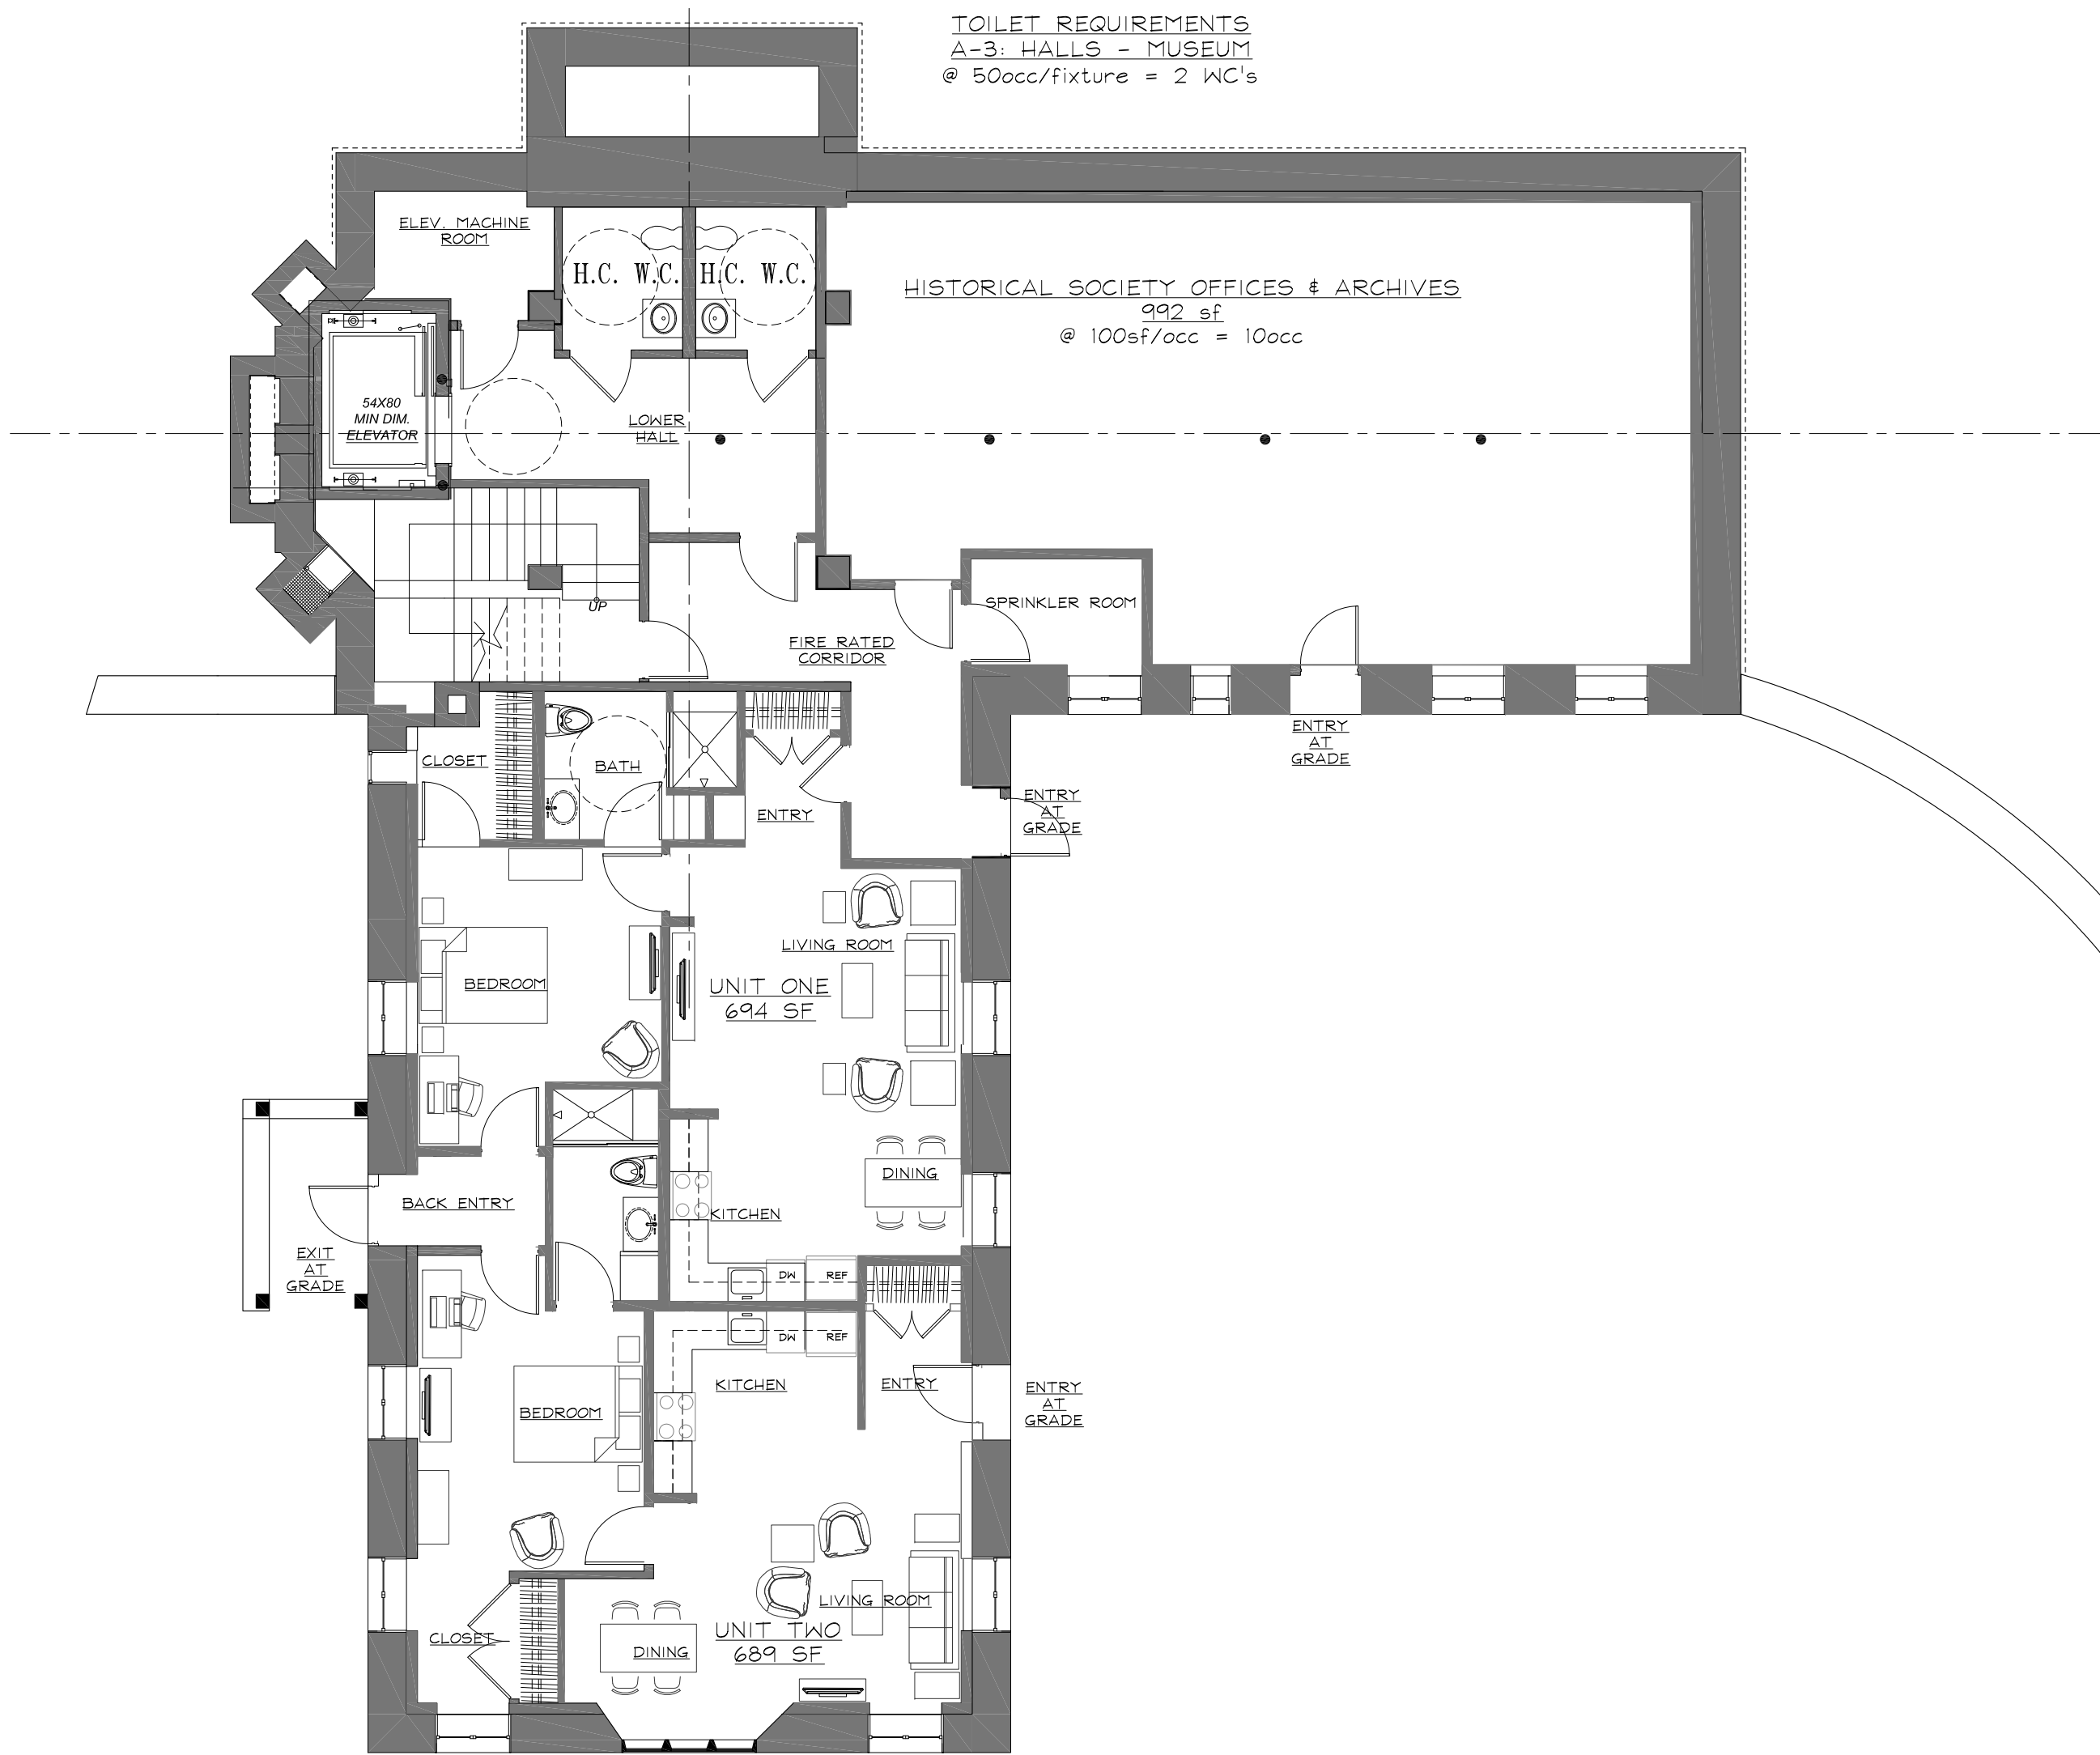 TOILET REQUIREMENTS
A-3: HALLS - MUSEUM
@ 50occ/fixture = 2 WC's
ELEV. MACHINE
ROOM
H.C. W.C.
H.C. W.C.
HISTORICAL SOCIETY OFFICES & ARCHIVES
992 sf
@ 100sf/occ = 10occ
54X80
MIN DIM.
ELEVATOR
LOWER
HALL
UP
SPRINKLER ROOM
FIRE RATED
CORRIDOR
ENTRY
AT
GRADE
CLOSET
BATH
ENTRY
ENTRY
AT
GRADE
LIVING ROOM
BEDROOM
UNIT ONE
694 SF
DINING
BACK ENTRY
KITCHEN
EXIT
AT
GRADE
DW
REF
DW
REF
KITCHEN
ENTRY
ENTRY
AT
GRADE
BEDROOM
LIVING ROOM
UNIT TWO
689 SF
CLOSET
DINING